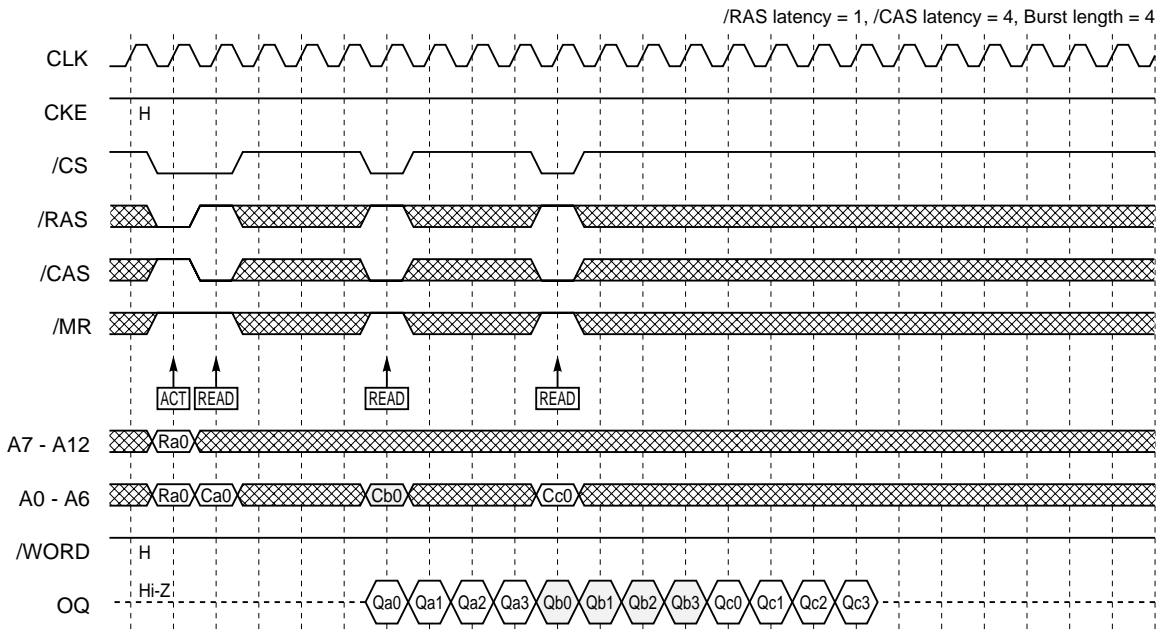 /RAS latency = 1, /CAS latency = 4, Burst length = 4
CLK
CKE H
/CS
/RAS
/CAS
/MR
ACT READ READ READ
A7 - A12 Ra0
A0 - A6 Ra0 Ca0 Cb0 Cc0
/WORD H
OQ Hi-Z Qa0 Qa1 Qa2 Qa3 Qb0 Qb1 Qb2 Qb3 Qc0 Qc1 Qc2 Qc3